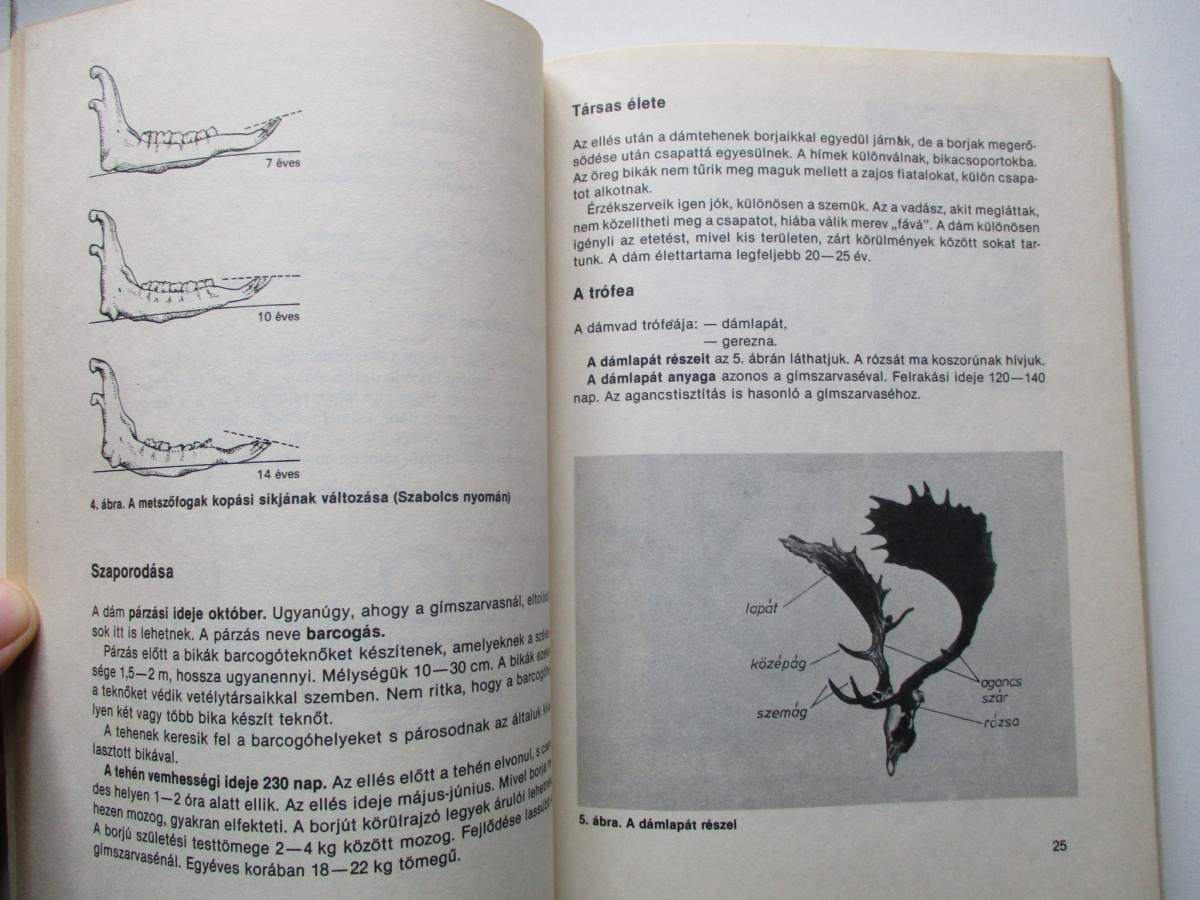 7 éves
10 éves
14 éves
4. ábra. A metszőfogak kopási síkjának változása (Szabolcs nyomán)
Szaporodása
A dám párzási ideje október. Ugyanúgy, ahogy a gímszarvasnál,
sok itt is lehetnek. A párzás neve barcogás.
Párzás előtt a bikák barcogóteknőket készítenek, amelyeknek a
sége 1,5—2 m, hossza ugyanennyi. Mélységük 10—30 cm. A bikák
a teknőket védik vetélytársaikkal szemben. Nem ritka, hogy a
lyen két vagy több bika készít teknőt.
A tehenek keresik fel a barcogóhelyeket s párosodnak az általuk
lasztott bikával.
A tehén vemhességi ideje 230 nap. Az ellés előtt a tehén elvonul, s
des helyen 1—2 óra alatt ellik. Az ellés ideje május-június. Mivel borja
hezen mozog, gyakran elfekteti. A borjút körülrajzó legyek árulói
A borjú születési testtömege 2—4 kg között mozog. Fejlődése
gímszarvasénál. Egyéves korában 18—22 kg tömegű.
Társas élete
Az ellés után a dámtehenek borjaikkal egyedül járnak, de a borjak megerő-
södése után csapattá egyesülnek. A hímek különválnak, bikacsoportokba.
Az öreg bikák nem tűrik meg maguk mellett a zajos fiatalokat, külön csapa-
tot alkotnak.
Érzékszerveik igen jók, különösen a szemük. Az a vadász, akit megláttak,
nem közelítheti meg a csapatot, hiába válik merev „fává”. A dám különösen
igényli az etetést, mivel kis területen, zárt körülmények között sokat tar-
tunk. A dám élettartama legfeljebb 20—25 év.
A trófea
A dámvad trófeája: — dámlapát,
— gerezna.
A dámlapát részeit az 5. ábrán láthatjuk. A rózsát ma koszorúnak hívjuk.
A dámlapát anyaga azonos a gímszarvaséval. Felrakási ideje 120—140
nap. Az agancstisztítás is hasonló a gímszarvaséhoz.
lapát
középág
szemág
agancs
szár
rózsa
5. ábra. A dámlapát részei
25